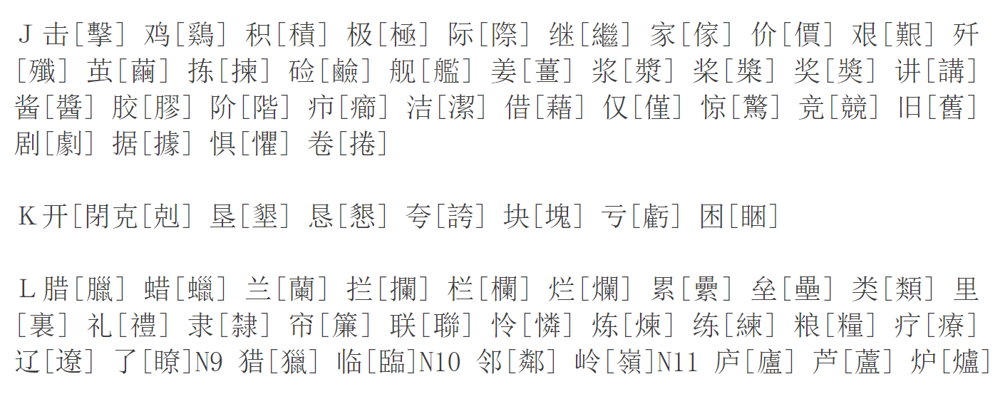 J 击[擊] 鸡[鷄] 积[積] 极[極] 际[際] 继[繼] 家[傢] 价[價] 艰[艱] 歼
[殲] 茧[繭] 拣[揀] 硷[鹼] 舰[艦] 姜[薑] 浆[漿] 桨[槳] 奖[奬] 讲[講]
酱[醬] 胶[膠] 阶[階] 疖[癤] 洁[潔] 借[藉] 仅[僅] 惊[驚] 竞[競] 旧[舊]
剧[劇] 据[據] 惧[懼] 卷[捲]
K 开[閉克[剋] 垦[墾] 恳[懇] 夸[誇] 块[塊] 亏[虧] 困[睏]
L 腊[臘] 蜡[蠟] 兰[蘭] 拦[攔] 栏[欄] 烂[爛] 累[纍] 垒[壘] 类[類] 里
[裏] 礼[禮] 隶[隸] 帘[簾] 联[聯] 怜[憐] 炼[煉] 练[練] 粮[糧] 疗[療]
辽[遼] 了[瞭]N9 猎[獵] 临[臨]N10 邻[鄰] 岭[嶺]N11 庐[廬] 芦[蘆] 炉[爐]